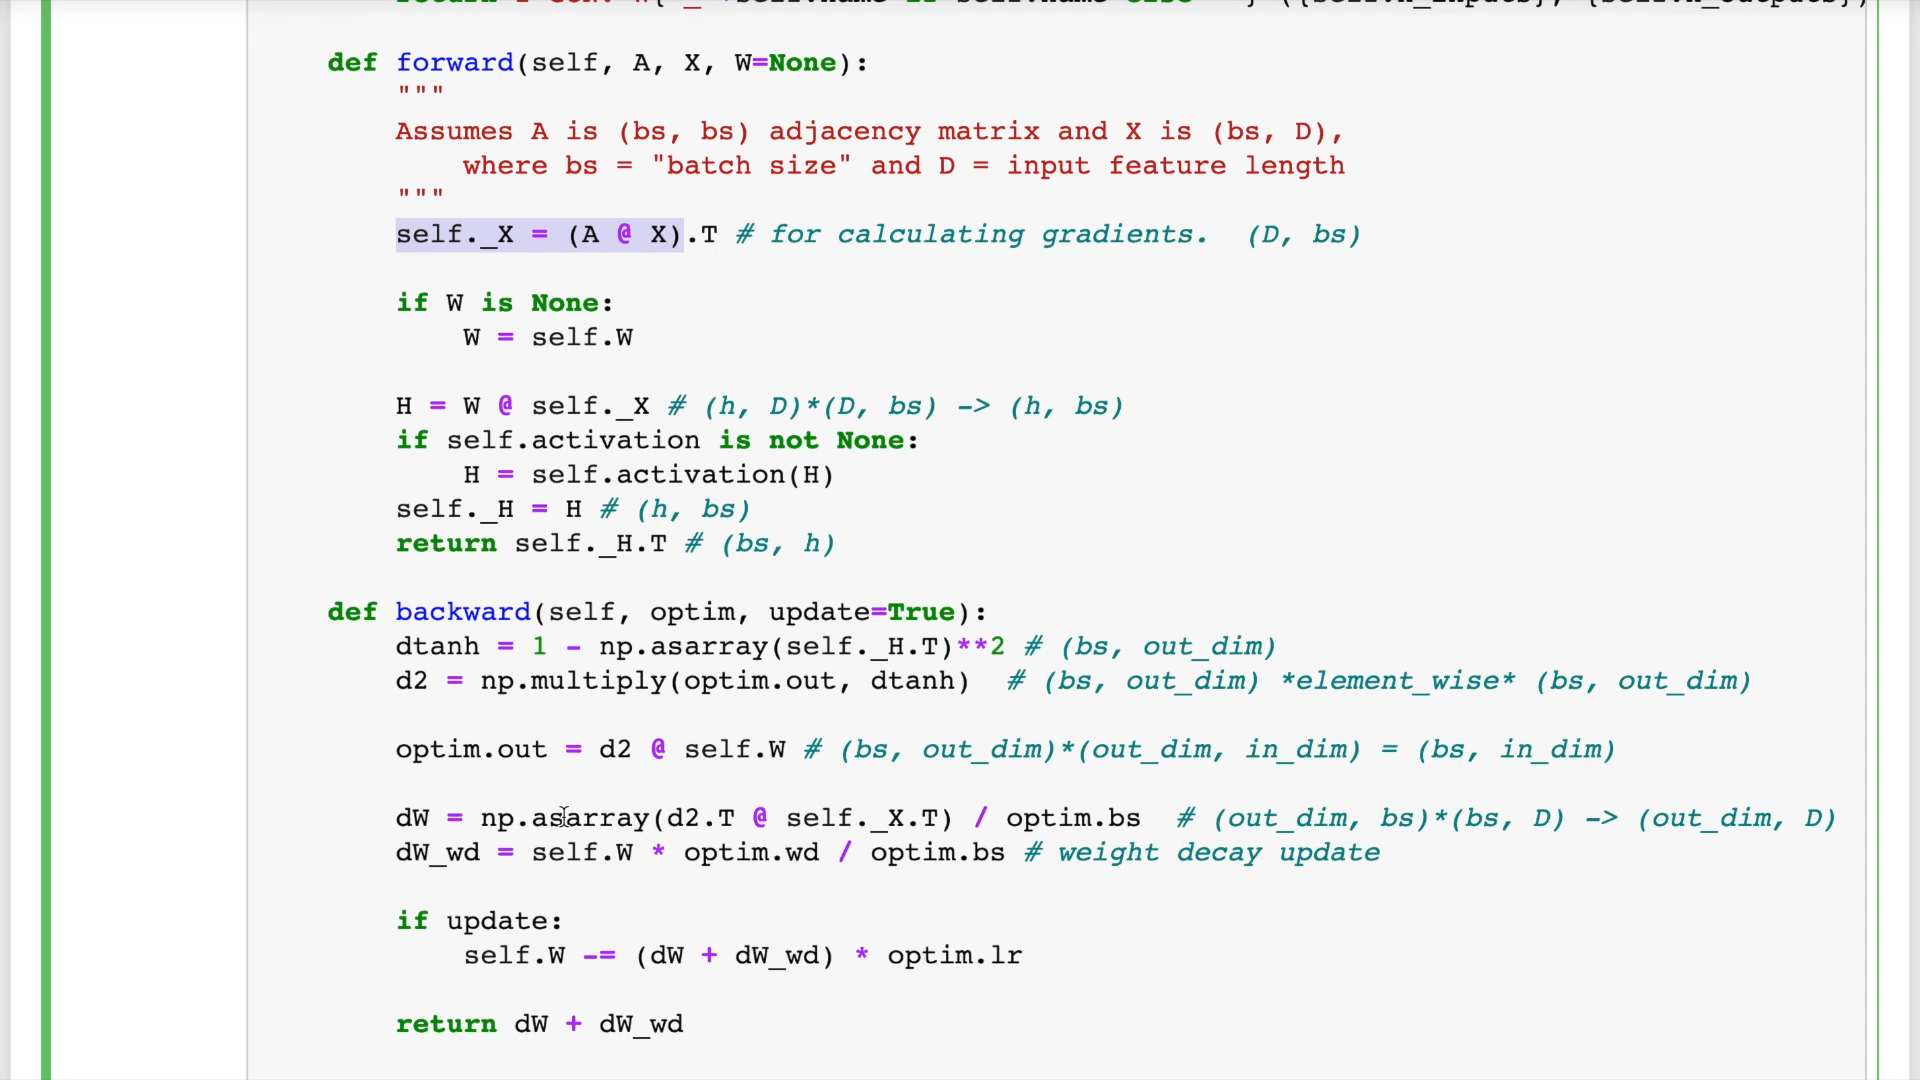 def forward(self, A, X, W=None):
"""
Assumes A is (bs, bs) adjacency matrix and X is (bs, D),
where bs = "batch size" and D = input feature length
"""
self._X = (A @ X).T # for calculating gradients.  (D, bs)
if W is None:
W = self.W
H = W @ self._X # (h, D)*(D, bs) -> (h, bs)
if self.activation is not None:
H = self.activation(H)
self._H = H # (h, bs)
return self._H.T # (bs, h)
def backward(self, optim, update=True):
dtanh = 1 - np.asarray(self._H.T)**2 # (bs, out_dim)
d2 = np.multiply(optim.out, dtanh)  # (bs, out_dim) *element_wise* (bs, out_dim)
optim.out = d2 @ self.W # (bs, out_dim)*(out_dim, in_dim) = (bs, in_dim)
dW = np.asarray(d2.T @ self._X.T) / optim.bs  # (out_dim, bs)*(bs, D) -> (out_dim, D)
dW_wd = self.W * optim.wd / optim.bs # weight decay update
if update:
self.W -= (dW + dW_wd) * optim.lr
return dW + dW_wd